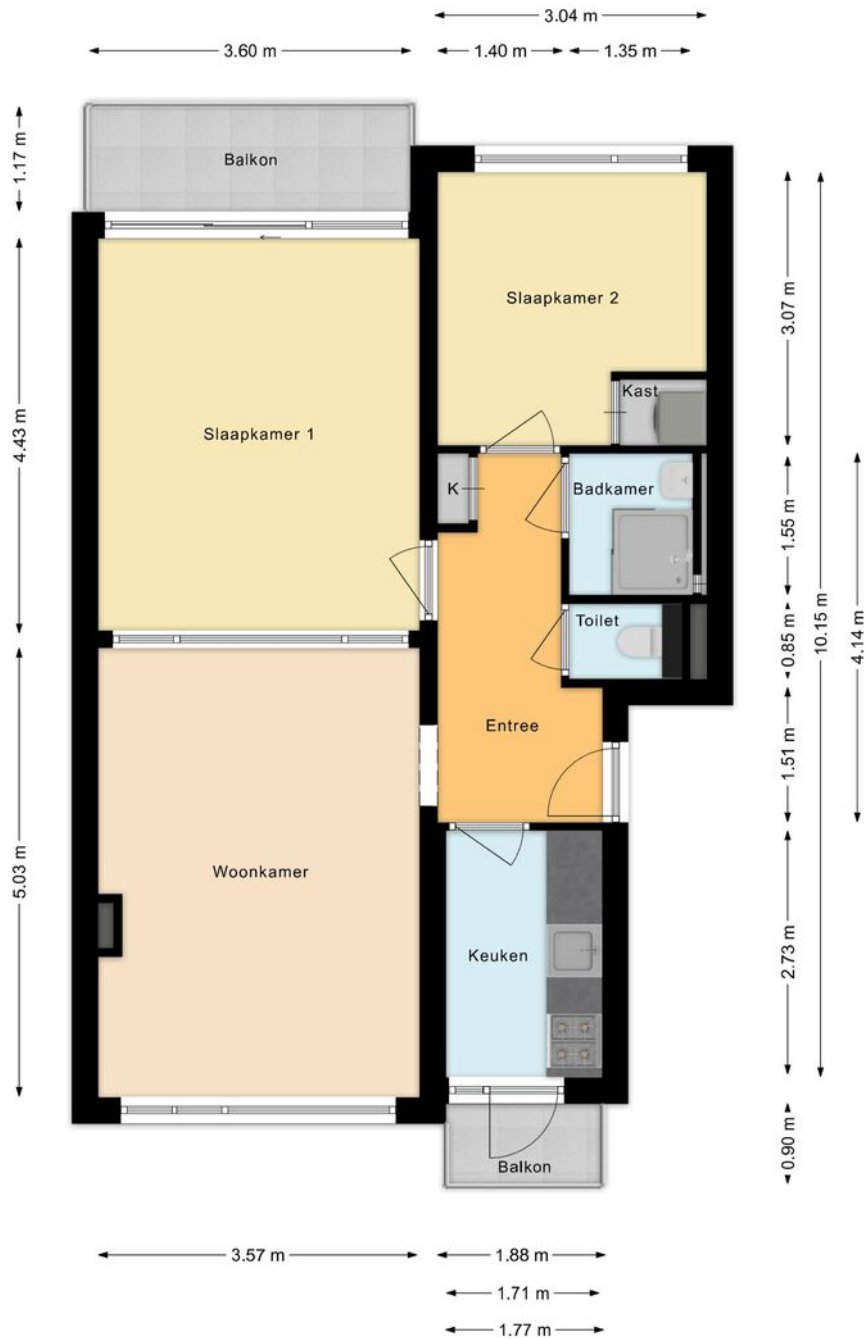 3.04 m
3.60 m
1.40 m
1.35 m
1.17 m
Balkon
Slaapkamer 2
3.07 m
Kast
Slaapkamer 1
4.43 m
K
Badkamer
1.55 m
Toilet
0.85 m
10.15 m
4.14 m
Entree
1.51 m
Woonkamer
5.03 m
Keuken
2.73 m
Balkon
0.90 m
3.57 m
1.88 m
1.71 m
1.77 m